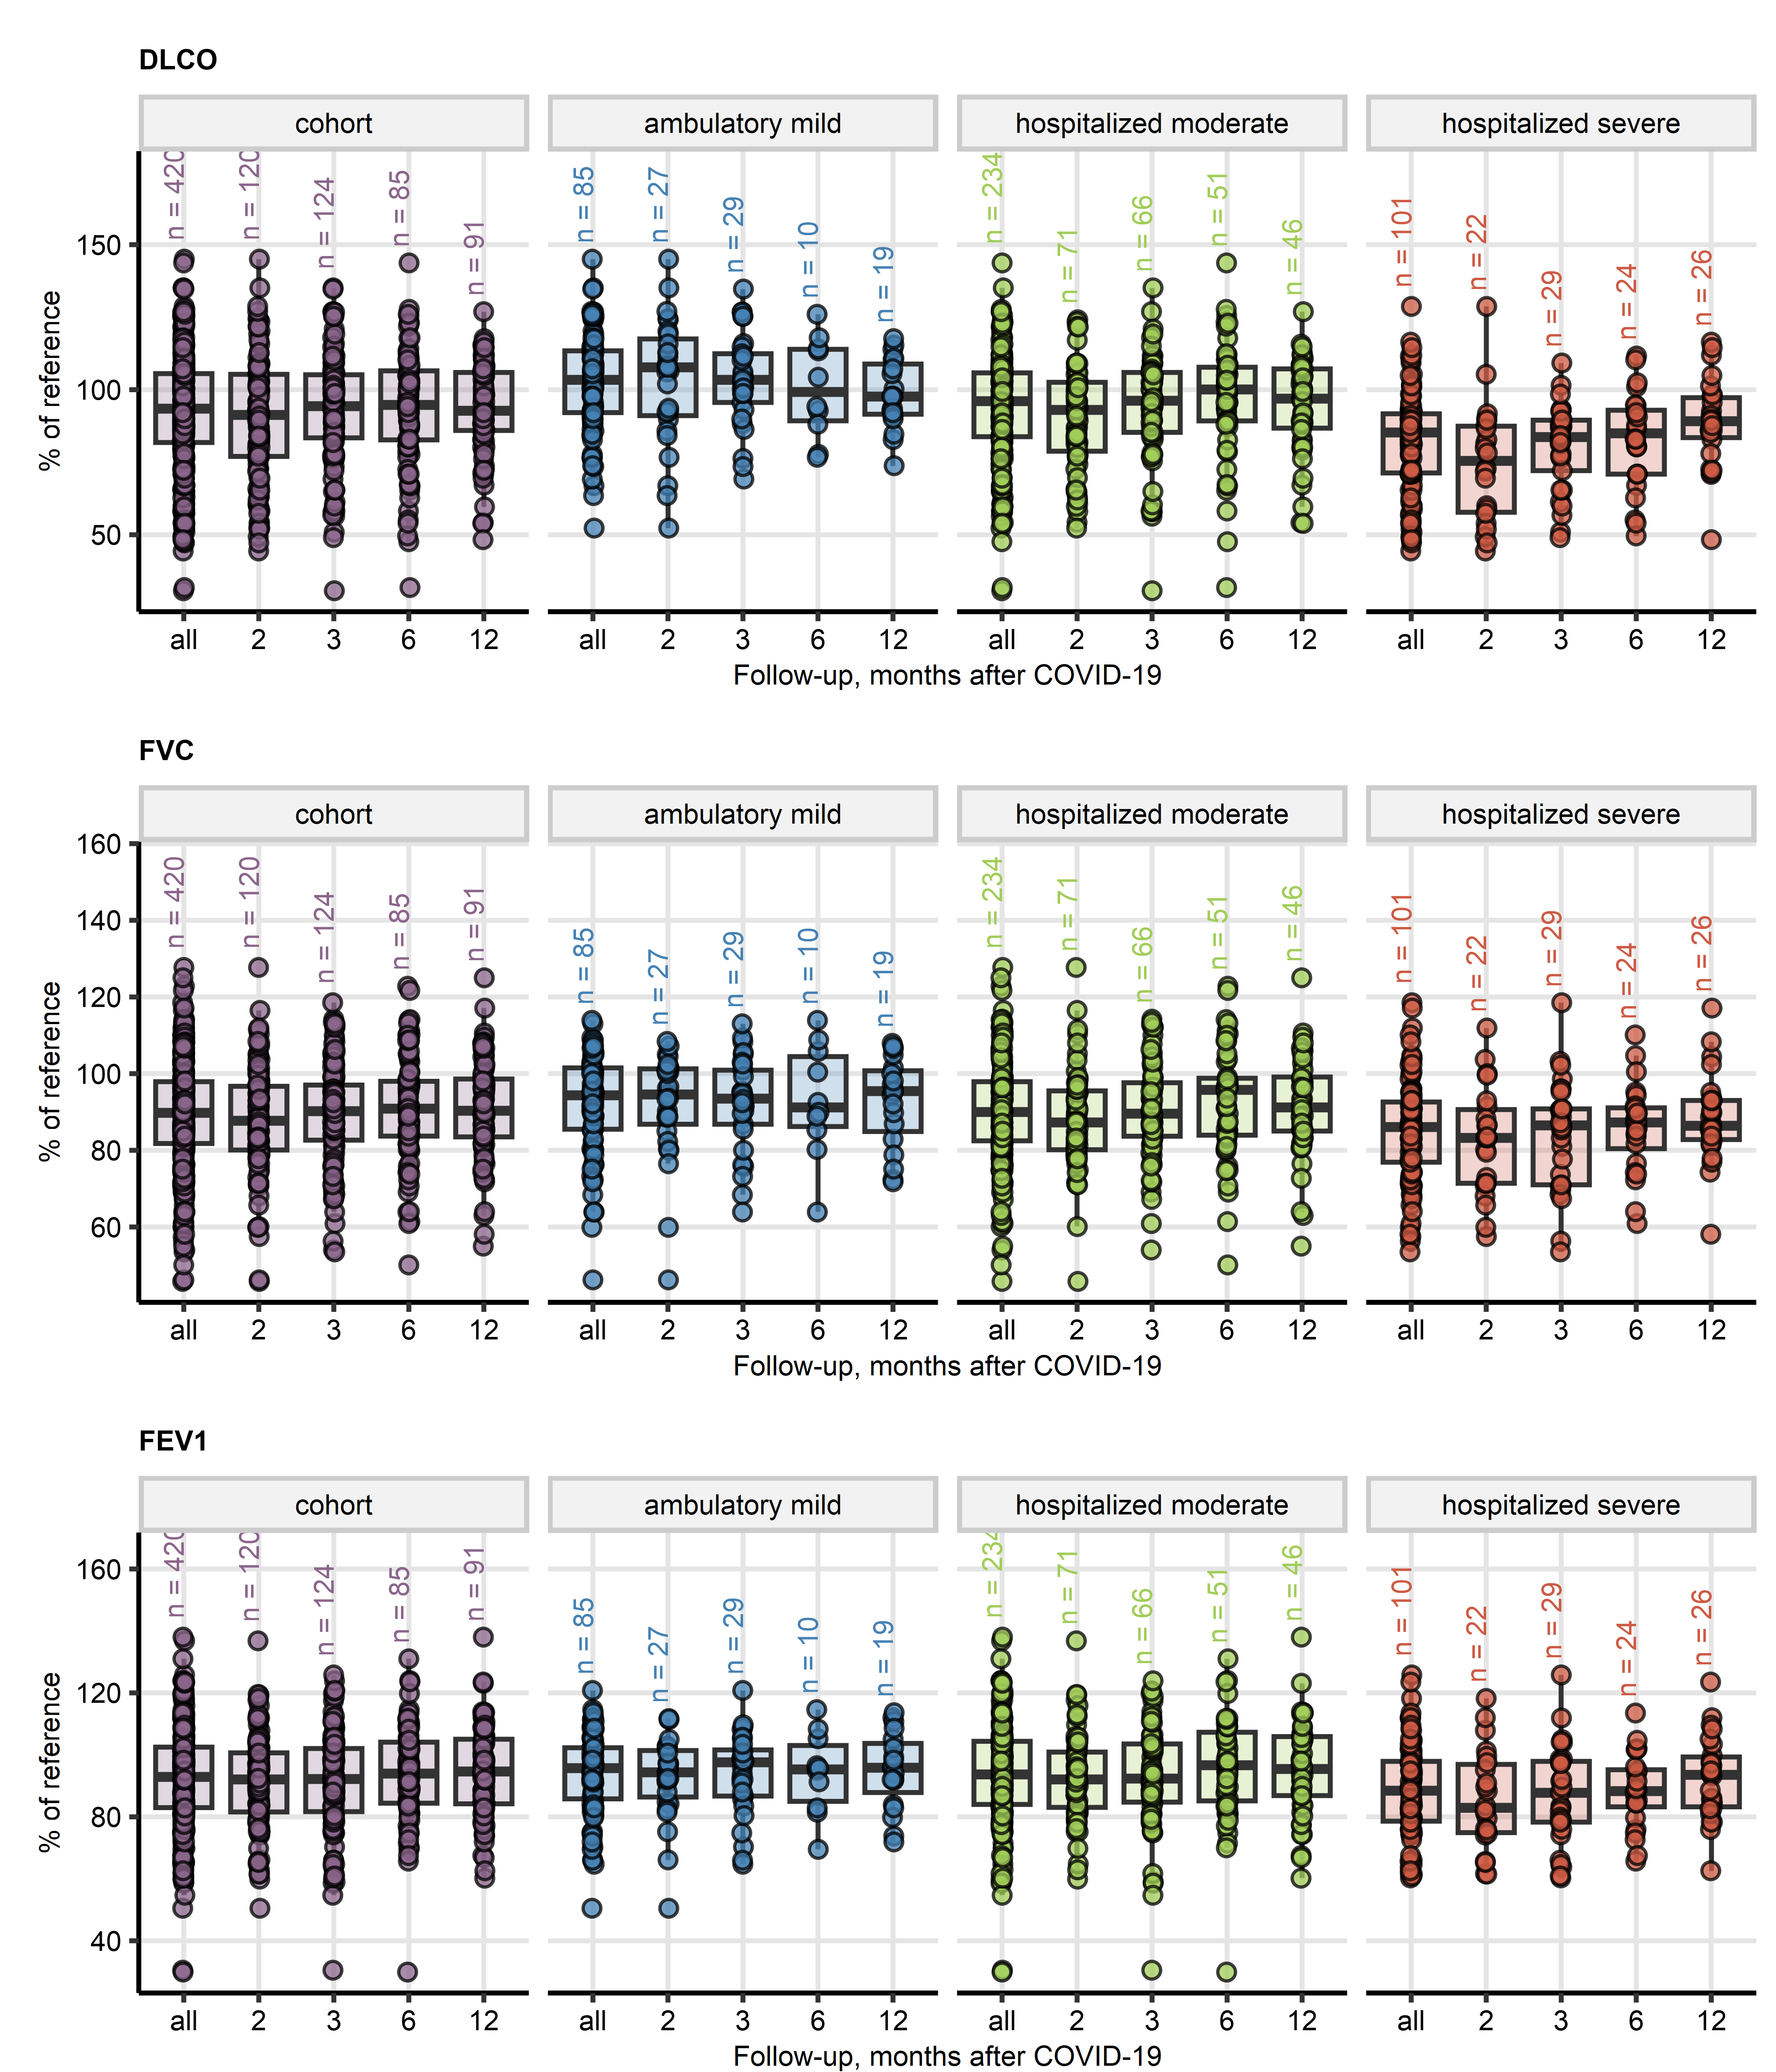 DLCO
cohort ambulatory mild hospitalized moderate hospitalized severe
n = 420 n = 120 n = 124 n = 85 n = 91 n = 85 n = 27 n = 29 n = 10 n = 19 n = 234 n = 71 n = 66 n = 51 n = 46 n = 101 n = 22 n = 29 n = 24 n = 26
150
100
50
% of reference
all 2 3 6 12 all 2 3 6 12 all 2 3 6 12 all 2 3 6 12
Follow-up, months after COVID-19
FVC
cohort ambulatory mild hospitalized moderate hospitalized severe
n = 420 n = 120 n = 124 n = 85 n = 91 n = 85 n = 27 n = 29 n = 10 n = 19 n = 234 n = 71 n = 66 n = 51 n = 46 n = 101 n = 22 n = 29 n = 24 n = 26
160
140
120
100
80
60
% of reference
all 2 3 6 12 all 2 3 6 12 all 2 3 6 12 all 2 3 6 12
Follow-up, months after COVID-19
FEV1
cohort ambulatory mild hospitalized moderate hospitalized severe
n = 420 n = 120 n = 124 n = 85 n = 91 n = 85 n = 27 n = 29 n = 10 n = 19 n = 234 n = 71 n = 66 n = 51 n = 46 n = 101 n = 22 n = 29 n = 24 n = 26
160
120
80
40
% of reference
all 2 3 6 12 all 2 3 6 12 all 2 3 6 12 all 2 3 6 12
Follow-up, months after COVID-19